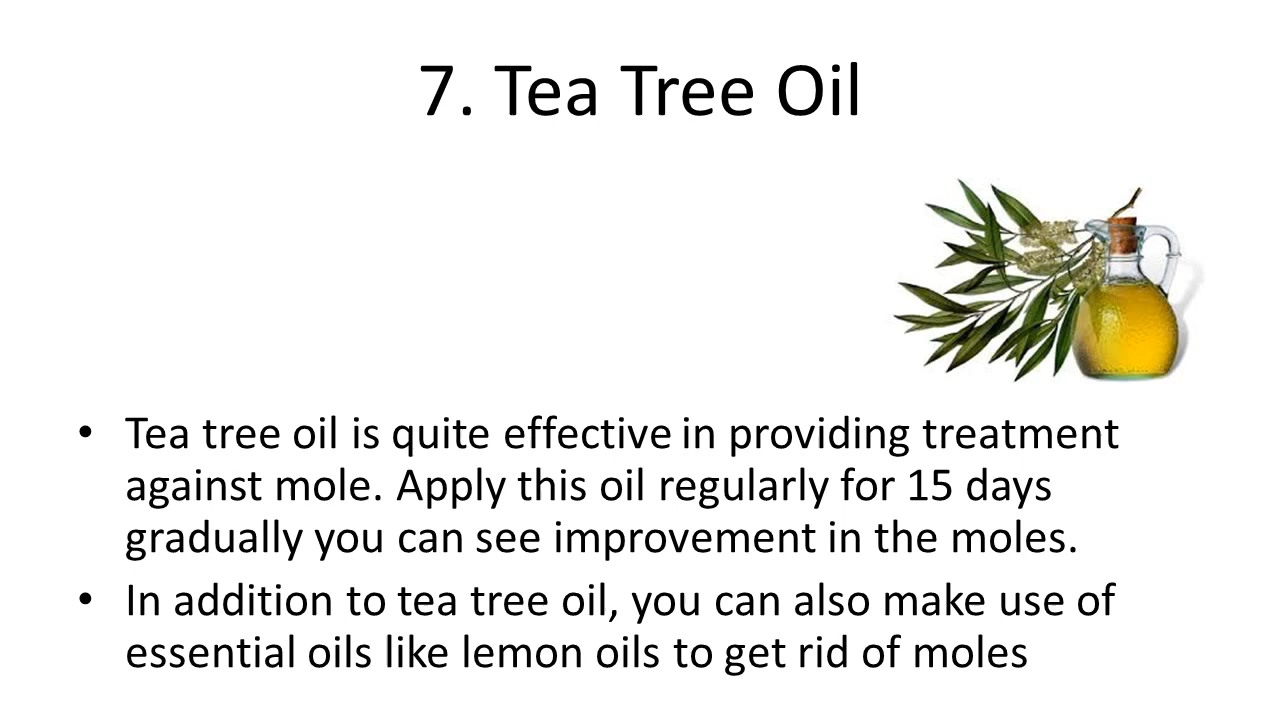 7. Tea Tree Oil
• Tea tree oil is quite effective in providing treatment
against mole. Apply this oil regularly for 15 days
gradually you can see improvement in the moles.
• In addition to tea tree oil, you can also make use of
essential oils like lemon oils to get rid of moles